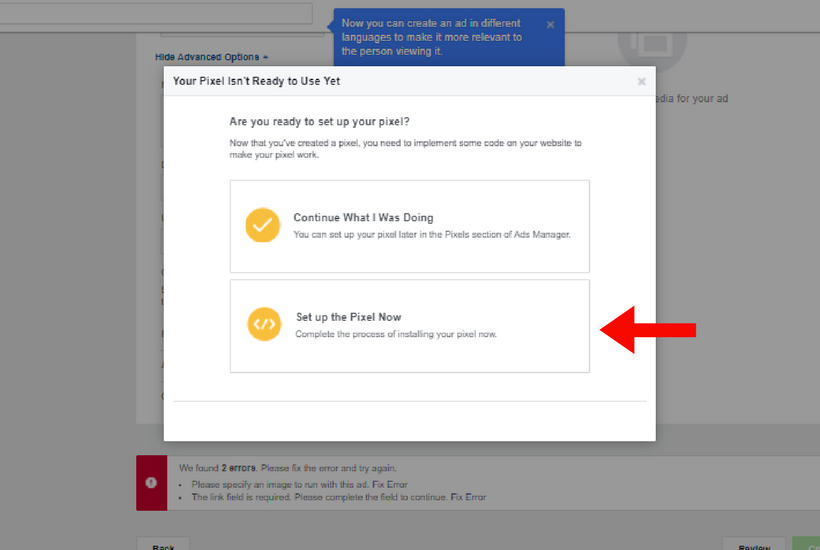 Now you can create an ad in different
languages to make it more relevant to
the person viewing it.
Hide Advanced Options
Your Pixel Isn't Ready to Use Yet
edia for your ad
Are you ready to set up your pixel?
Now that you've created a pixel, you need to implement some code on your website to
make your pixel work.
Continue What I Was Doing
You can set up your pixel later in the Pixels section of Ads Manager.
Set up the Pixel Now
Complete the process of installing your pixel now.
We found 2 errors. Please fix the error and try again.
• Please specify an image to run with this ad. Fix Error
• The link field is required. Please complete the field to continue. Fix Error
Back
Review